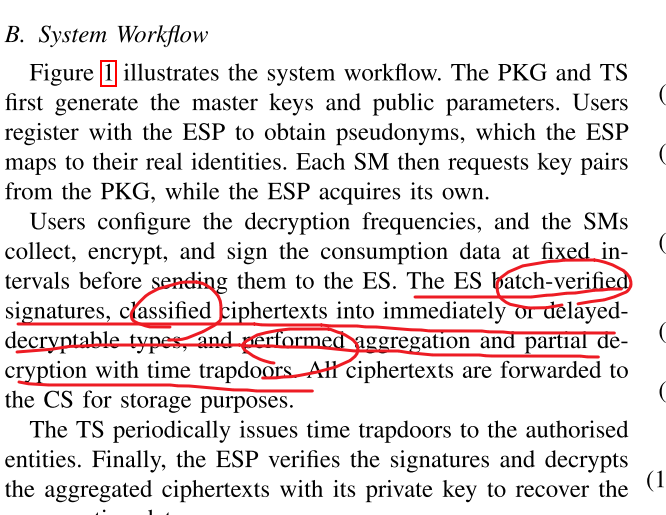 B. System Workflow
Figure 1 illustrates the system workflow. The PKG and TS
first generate the master keys and public parameters. Users
register with the ESP to obtain pseudonyms, which the ESP
maps to their real identities. Each SM then requests key pairs
from the PKG, while the ESP acquires its own.
Users configure the decryption frequencies, and the SMs
collect, encrypt, and sign the consumption data at fixed in-
tervals before sending them to the ES. The ES batch-verified
signatures, classified ciphertexts into immediately or delayed-
decryptable types, and performed aggregation and partial de-
cryption with time trapdoors. All ciphertexts are forwarded to
the CS for storage purposes.
The TS periodically issues time trapdoors to the authorised
entities. Finally, the ESP verifies the signatures and decrypts
the aggregated ciphertexts with its private key to recover the
(
(
(
(
(
(1